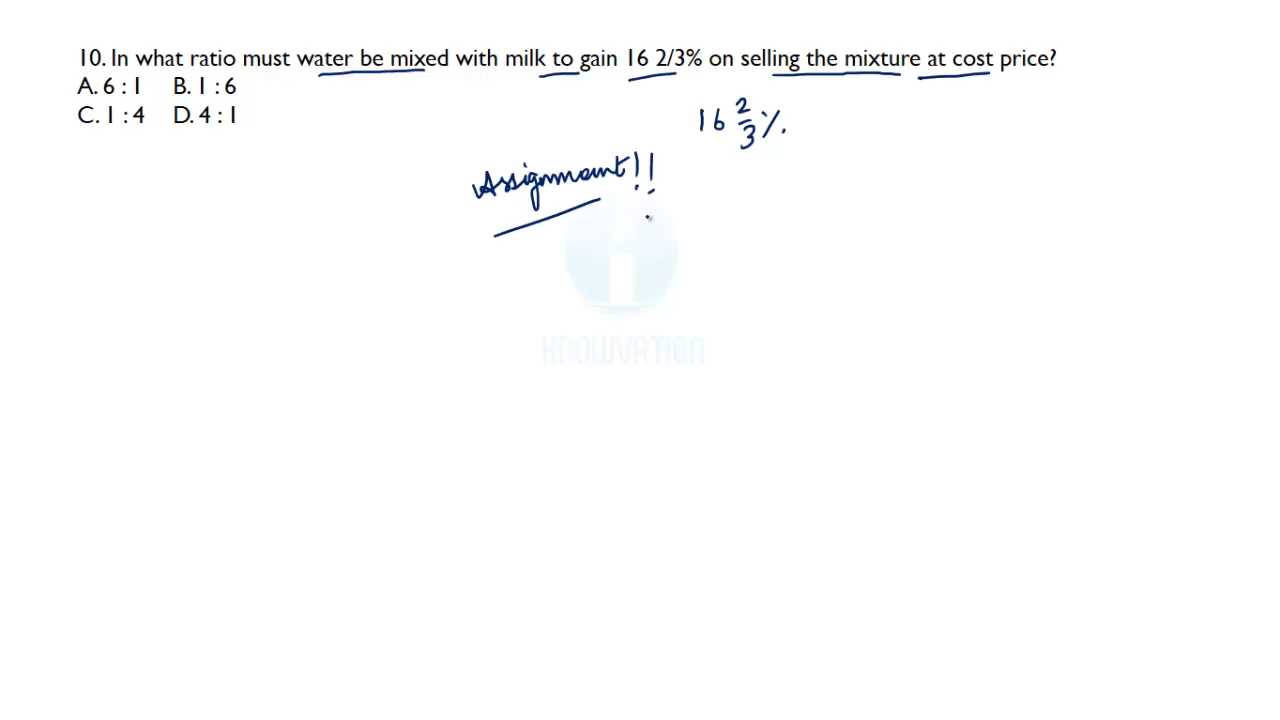 10. In what ratio must water be mixed with milk to gain 16 2/3% on selling the mixture at cost price?
A. 6 : 1 B. 1 : 6
C. 1 : 4 D. 4 : 1
16 2/3 %.
Assignment!!
KNOWVATION